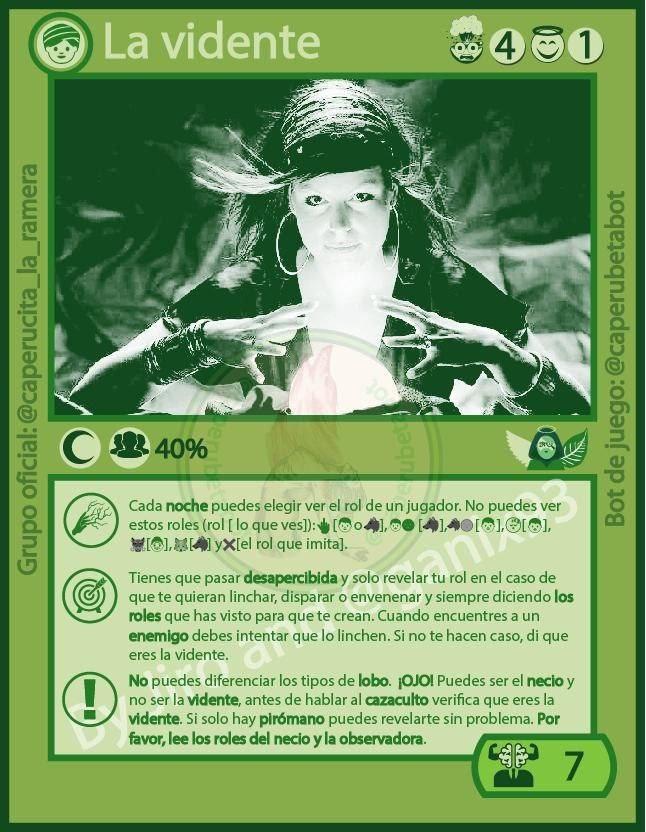 La vidente
4
1
Grupo oficial: @caperucita_la_ramera
Bot de juego: @caperubetabot
40%
Cada noche puedes elegir ver el rol de un jugador. No puedes ver
estos roles (rol [ lo que ves]): [ o ], [ ], [ ], [ ],
[ ], [ ] y [el rol que imita].
Tienes que pasar desapercibida y solo revelar tu rol en el caso de
que te quieran linchar, disparar o envenenar y siempre diciendo los
roles que has visto para que te crean. Cuando encuentres a un
enemigo debes intentar que lo linchen. Si no te hacen caso, di que
eres la vidente.
No puedes diferenciar los tipos de lobo. ¡OJO! Puedes ser el necio y
no ser la vidente, antes de hablar al cazaculto verifica que eres la
vidente. Si solo hay pirómano puedes revelarte sin problema. Por
favor, lee los roles del necio y la observadora.
7